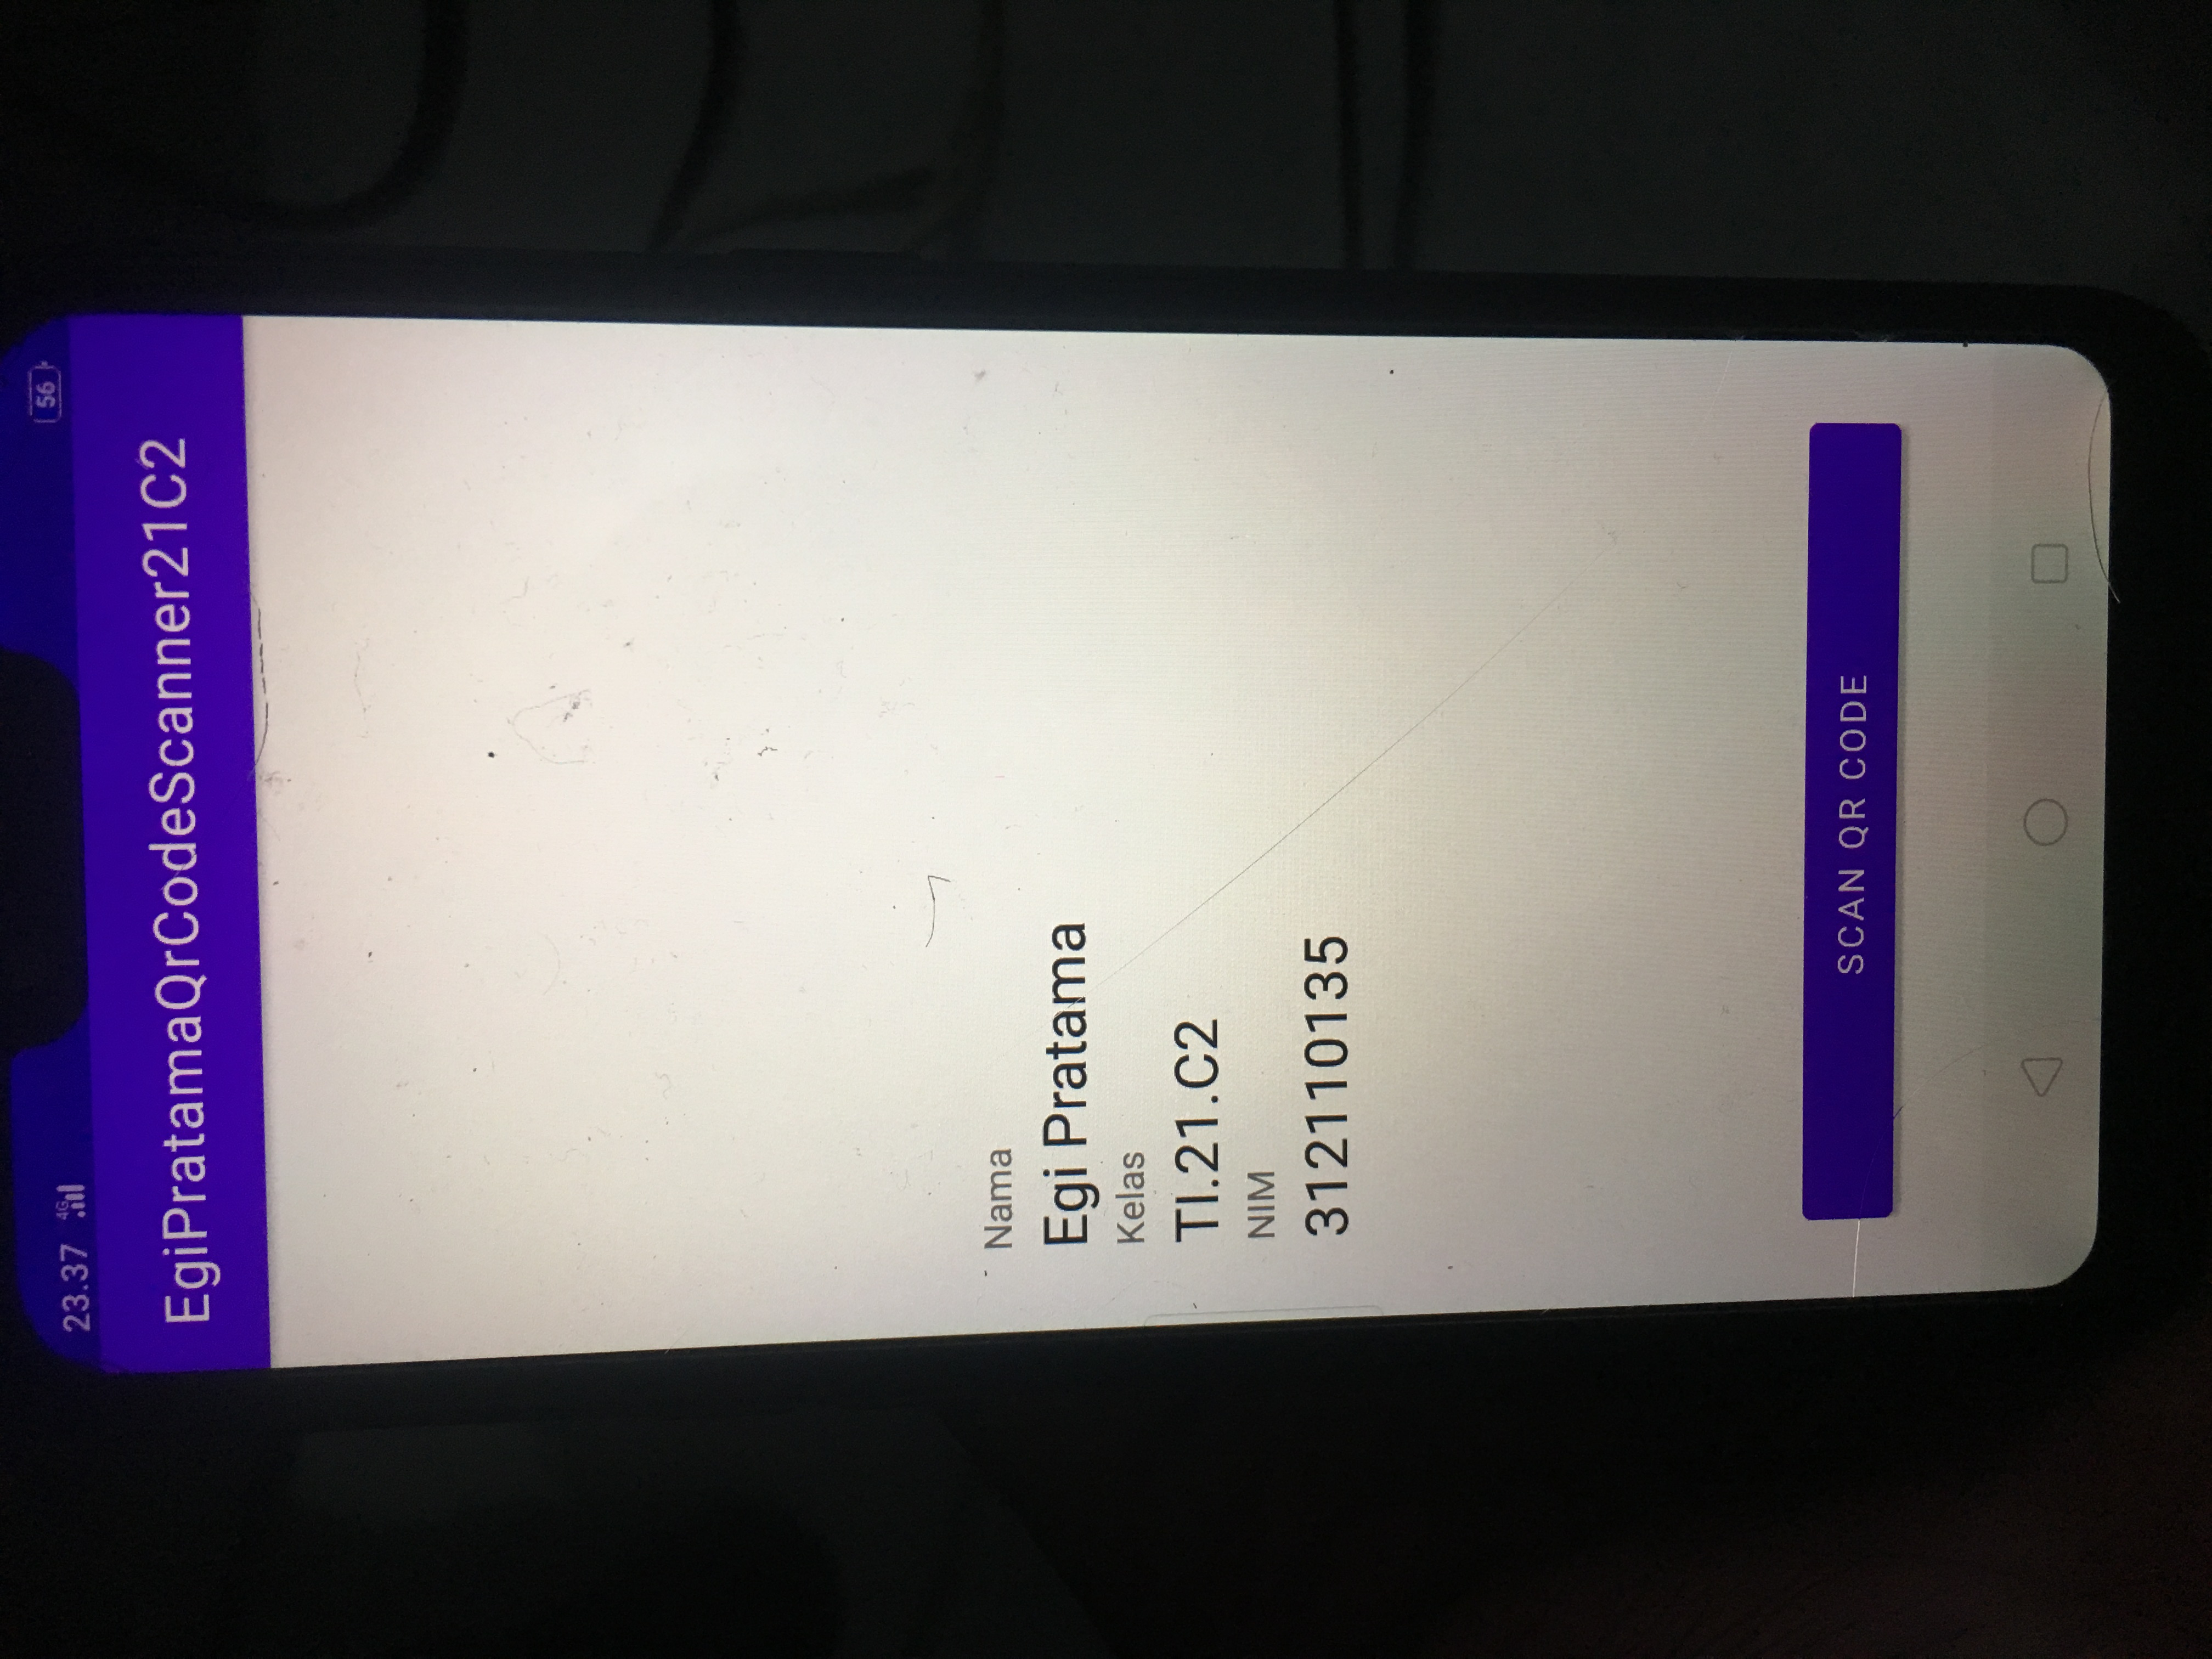 23.37 4G 56
EgiPratamaQrCodeScanner21C2
Nama
Egi Pratama
Kelas
TI.21.C2
NIM
312110135
SCAN QR CODE